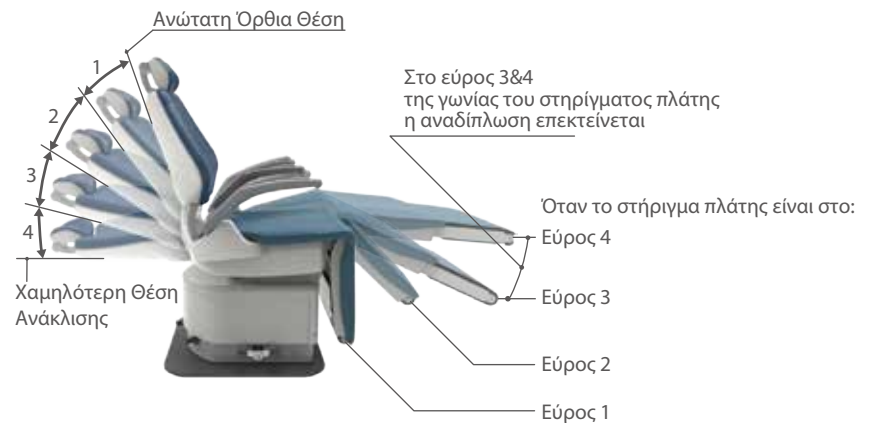 Ανώτατη Όρθια Θέση
1
2
3
4
Χαμηλότερη Θέση
Ανάκλισης
Στο εύρος 3&4
της γωνίας του στηρίγματος πλάτης
η αναδίπλωση επεκτείνεται
Όταν το στήριγμα πλάτης είναι στο:
Εύρος 4
Εύρος 3
Εύρος 2
Εύρος 1